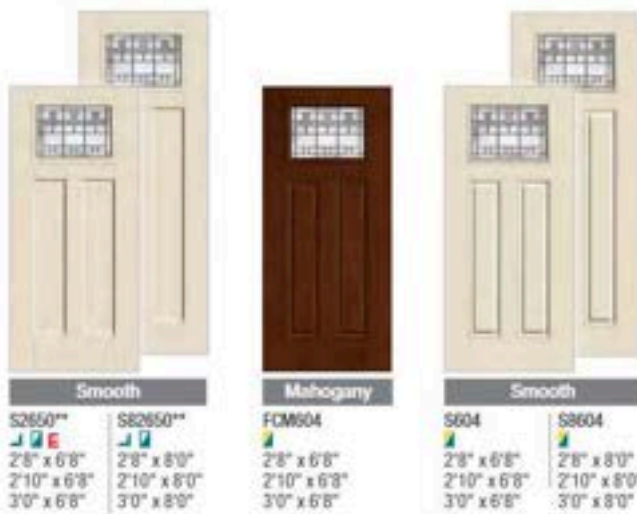 Smooth
S2650**
2'8" x 6'8"
2'10" x 6'8"
3'0" x 6'8"
S82650**
2'8" x 8'0"
2'10" x 8'0"
3'0" x 8'0"
Mahogany
FCM604
2'8" x 6'8"
2'10" x 6'8"
3'0" x 6'8"
Smooth
S604
2'8" x 6'8"
2'10" x 6'8"
3'0" x 6'8"
S8604
2'8" x 8'0"
2'10" x 8'0"
3'0" x 8'0"